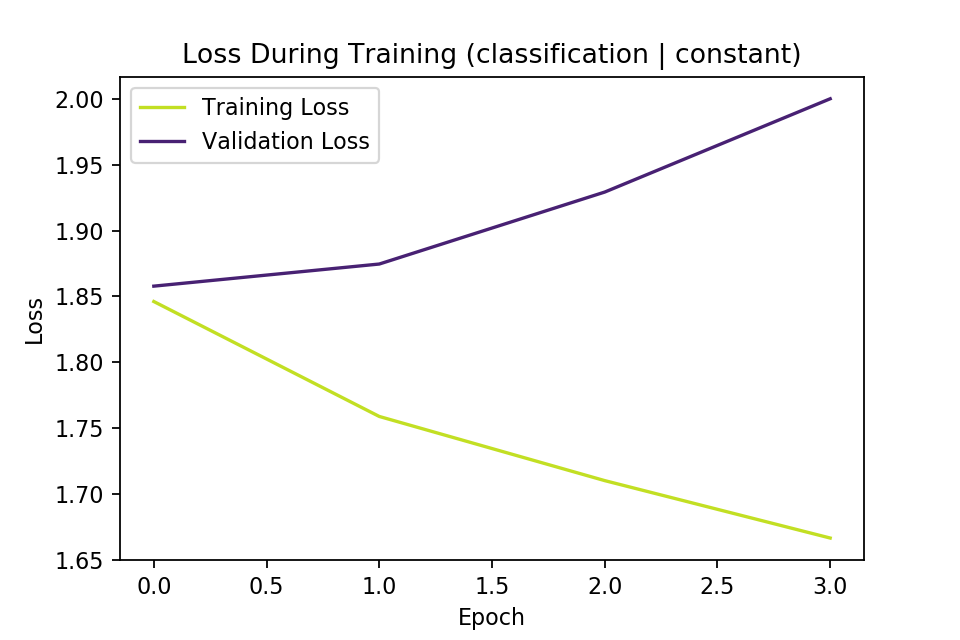 Loss During Training (classification | constant)
Training Loss
Validation Loss
2.00
1.95
1.90
1.85
1.80
1.75
1.70
1.65
Loss
0.0 0.5 1.0 1.5 2.0 2.5 3.0
Epoch